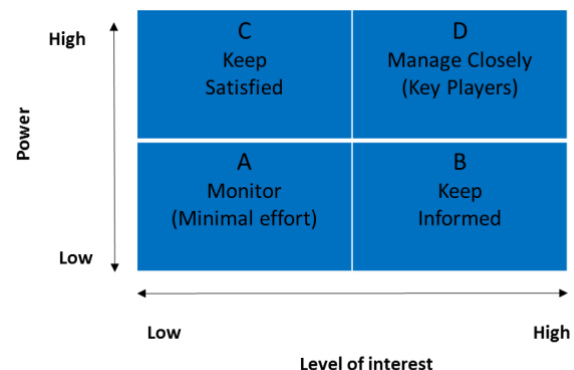 High
Power
Low
C
Keep
Satisfied
D
Manage Closely
(Key Players)
A
Monitor
(Minimal effort)
B
Keep
Informed
Low
High
Level of interest